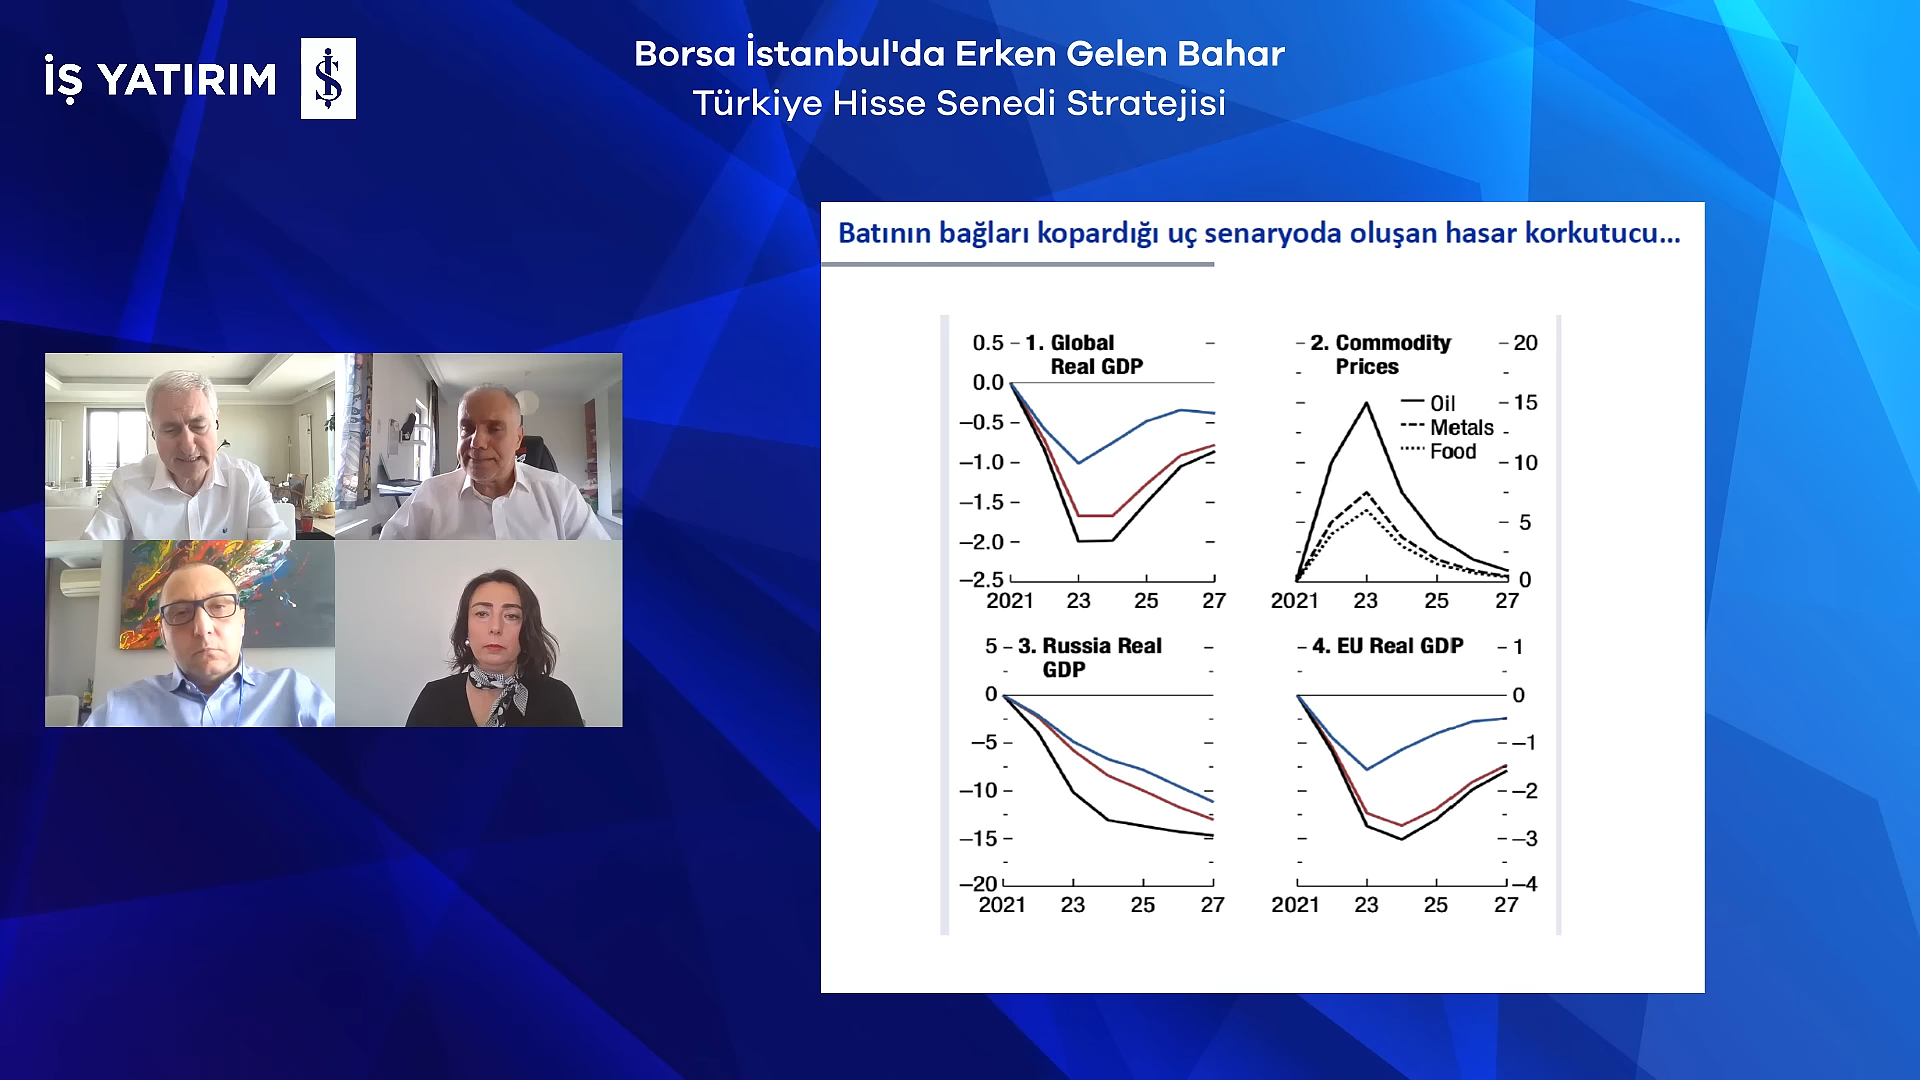 İŞ YATIRIM
Borsa İstanbul'da Erken Gelen Bahar
Türkiye Hisse Senedi Stratejisi
Batının bağları kopardığı uç senaryoda oluşan hasar korkutucu...
1. Global
Real GDP
0.5
0.0
–0.5
–1.0
–1.5
–2.0
–2.5
2021 23 25 27
2. Commodity
Prices
Oil
Metals
Food
20
15
10
5
0
2021 23 25 27
3. Russia Real
GDP
5
0
–5
–10
–15
–20
2021 23 25 27
4. EU Real GDP
1
0
–1
–2
–3
–4
2021 23 25 27